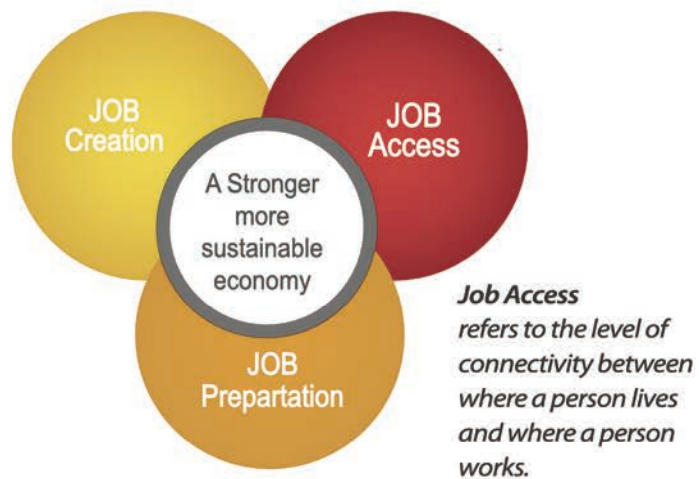 JOB
Creation
JOB
Access
A Stronger
more
sustainable
economy
JOB
Prepartation
Job Access
refers to the level of
connectivity between
where a person lives
and where a person
works.